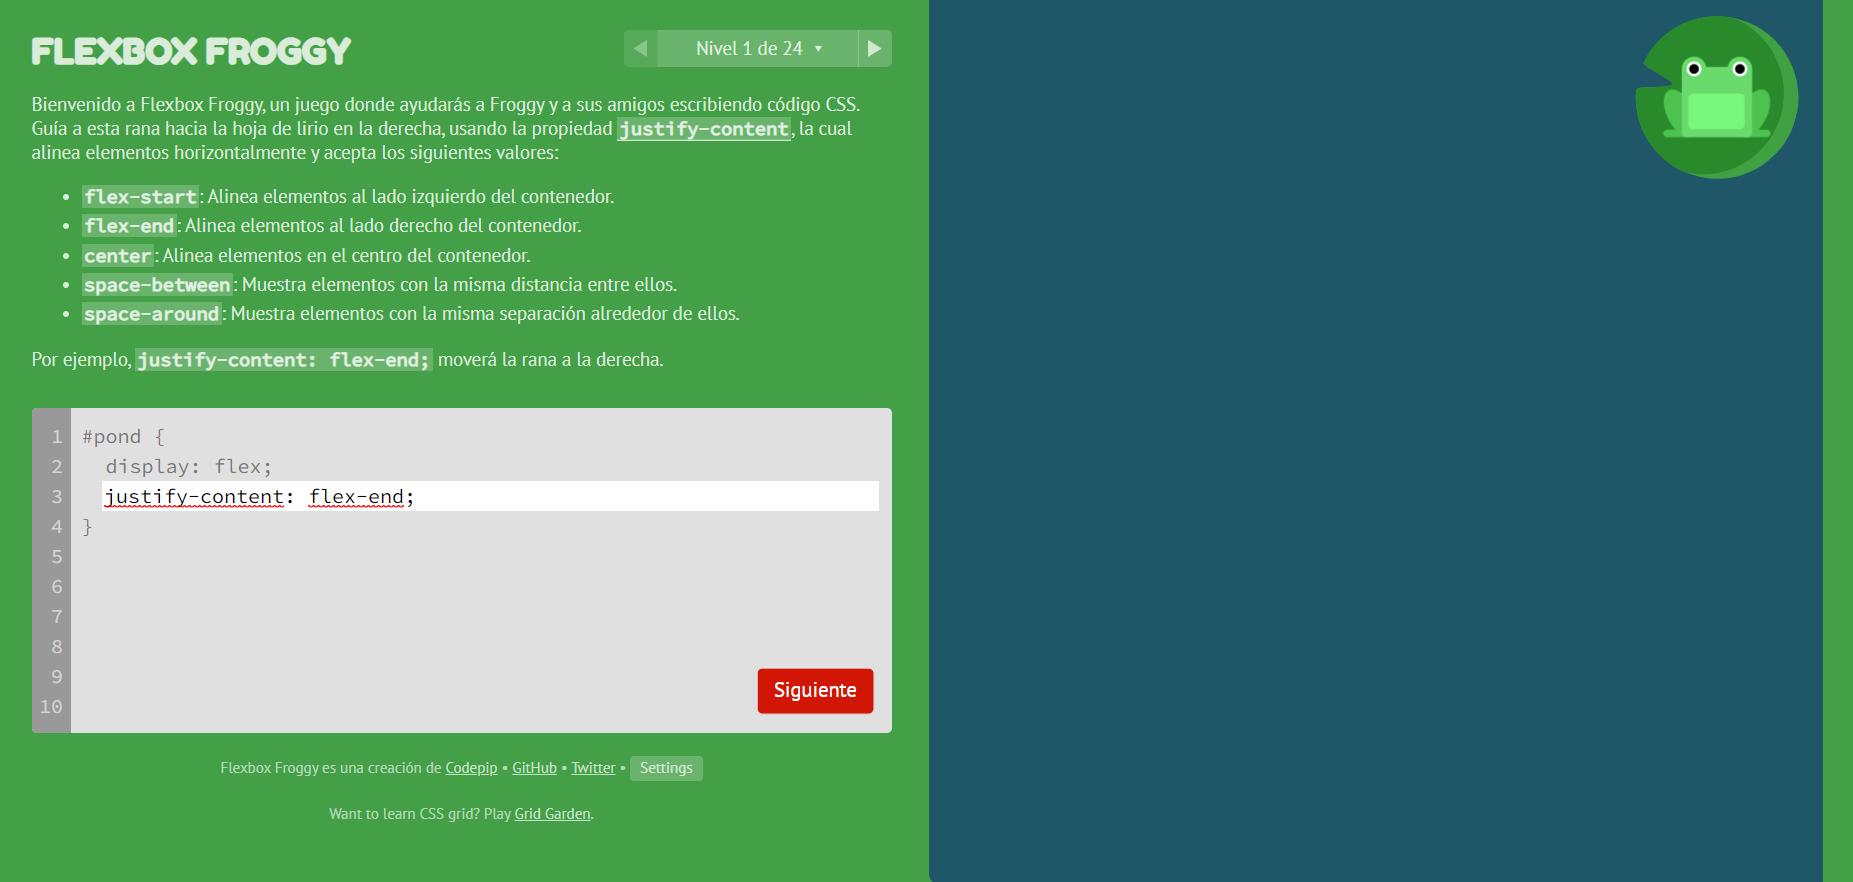 FLEXBOX FROGGY
Nivel 1 de 24
Bienvenido a Flexbox Froggy, un juego donde ayudarás a Froggy y a sus amigos escribiendo código CSS.
Guía a esta rana hacia la hoja de lirio en la derecha, usando la propiedad justify-content, la cual
alinea elementos horizontalmente y acepta los siguientes valores:
• flex-start: Alinea elementos al lado izquierdo del contenedor.
• flex-end: Alinea elementos al lado derecho del contenedor.
• center: Alinea elementos en el centro del contenedor.
• space-between: Muestra elementos con la misma distancia entre ellos.
• space-around: Muestra elementos con la misma separación alrededor de ellos.
Por ejemplo, justify-content: flex-end; moverá la rana a la derecha.
1 #pond {
2 display: flex;
3 justify-content: flex-end;
4 }
5
6
7
8
9
10
Siguiente
Flexbox Froggy es una creación de Codepip • GitHub • Twitter • Settings
Want to learn CSS grid? Play Grid Garden.